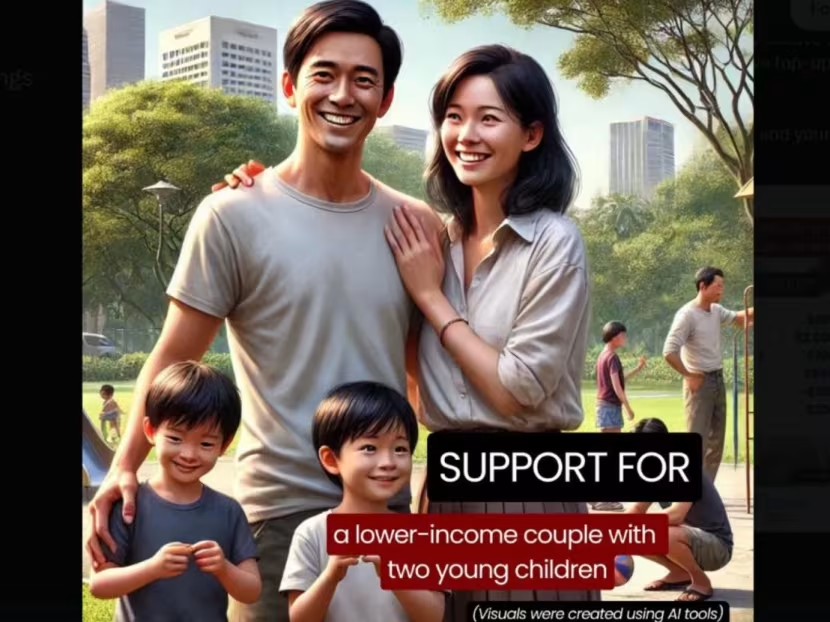 SUPPORT FOR
a lower-income couple with
two young children
(Visuals were created using AI tools)